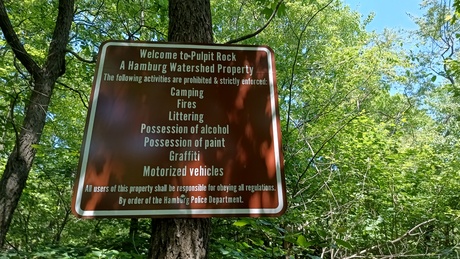 Welcome to Pulpit Rock
A Hamburg Watershed Property
The following activities are prohibited & strictly enforced:
Camping
Fires
Littering
Possession of alcohol
Possession of paint
Graffiti
Motorized vehicles
All users of this property shall be responsible for obeying all regulations.
By order of the Hamburg Police Department.